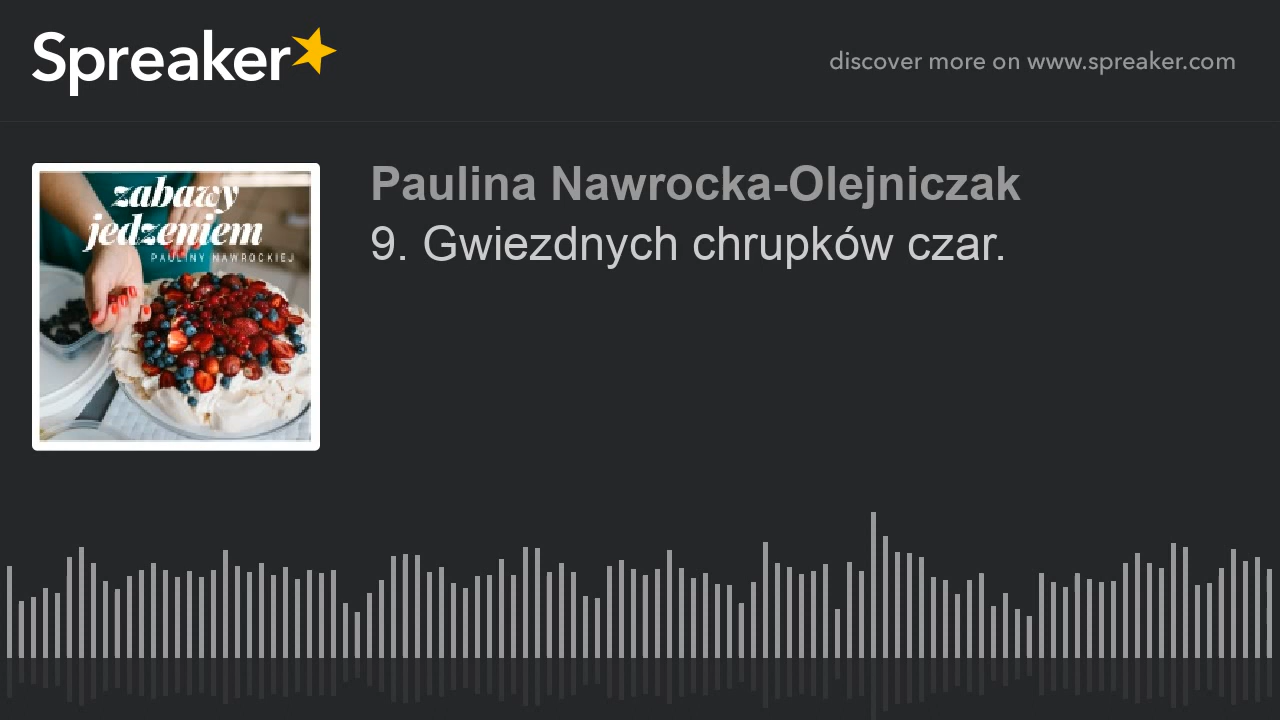 Spreaker
discover more on www.spreaker.com
zabawy
jedzeniem
PAULINY NAWROCKIEJ
Paulina Nawrocka-Olejniczak
9. Gwiezdnych chrupków czar.